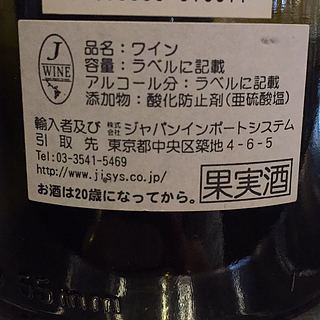 J
WINE
品名：ワイン
容量：ラベルに記載
アルコール分：ラベルに記載
添加物：酸化防止剤(亜硫酸塩)
輸入者及び 株式会社 ジャパンインポートシステム
引取先 東京都中央区築地4-6-5
Tel:03-3541-5469
http://www.jisys.co.jp/
お酒は20歳になってから。
果実酒
55mm